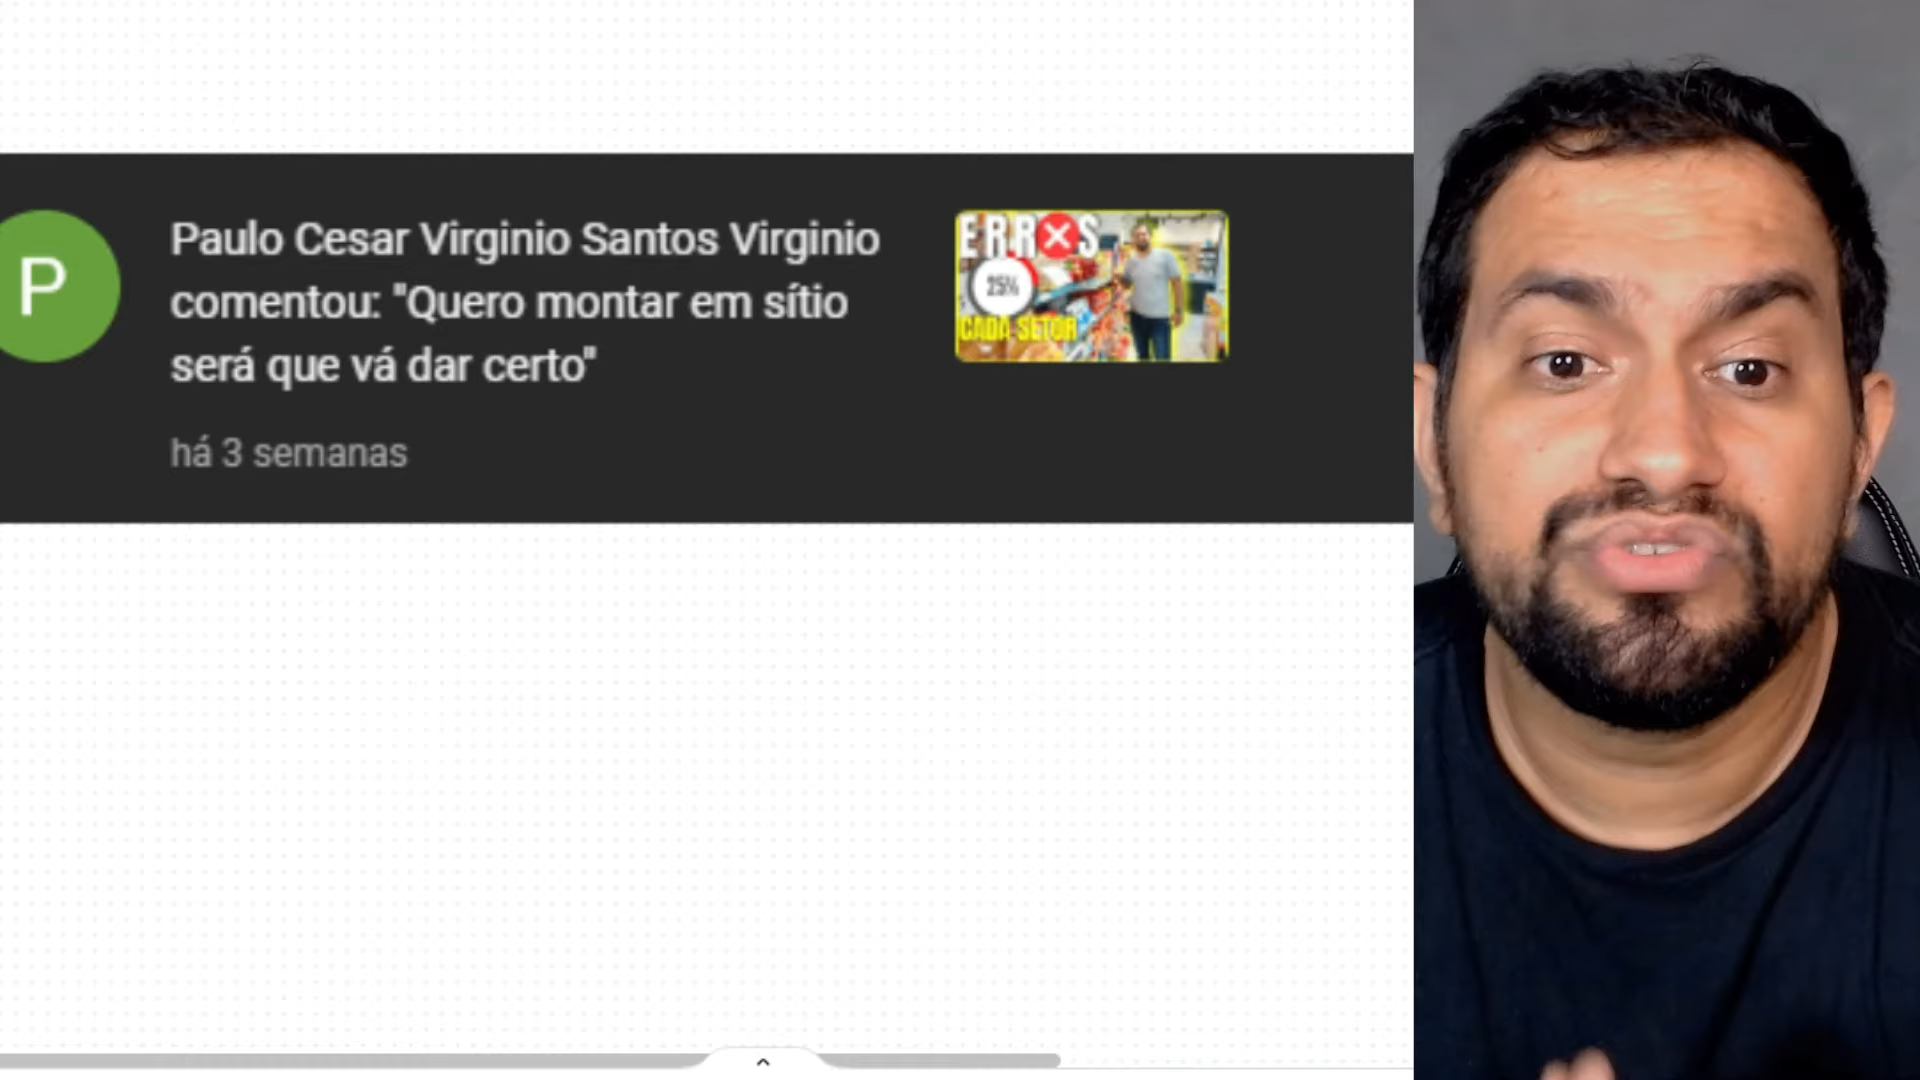 P
Paulo Cesar Virginio Santos Virginio
comentou: "Quero montar em sítio
será que vá dar certo"
há 3 semanas
ERROS
25%
CADA SETOR